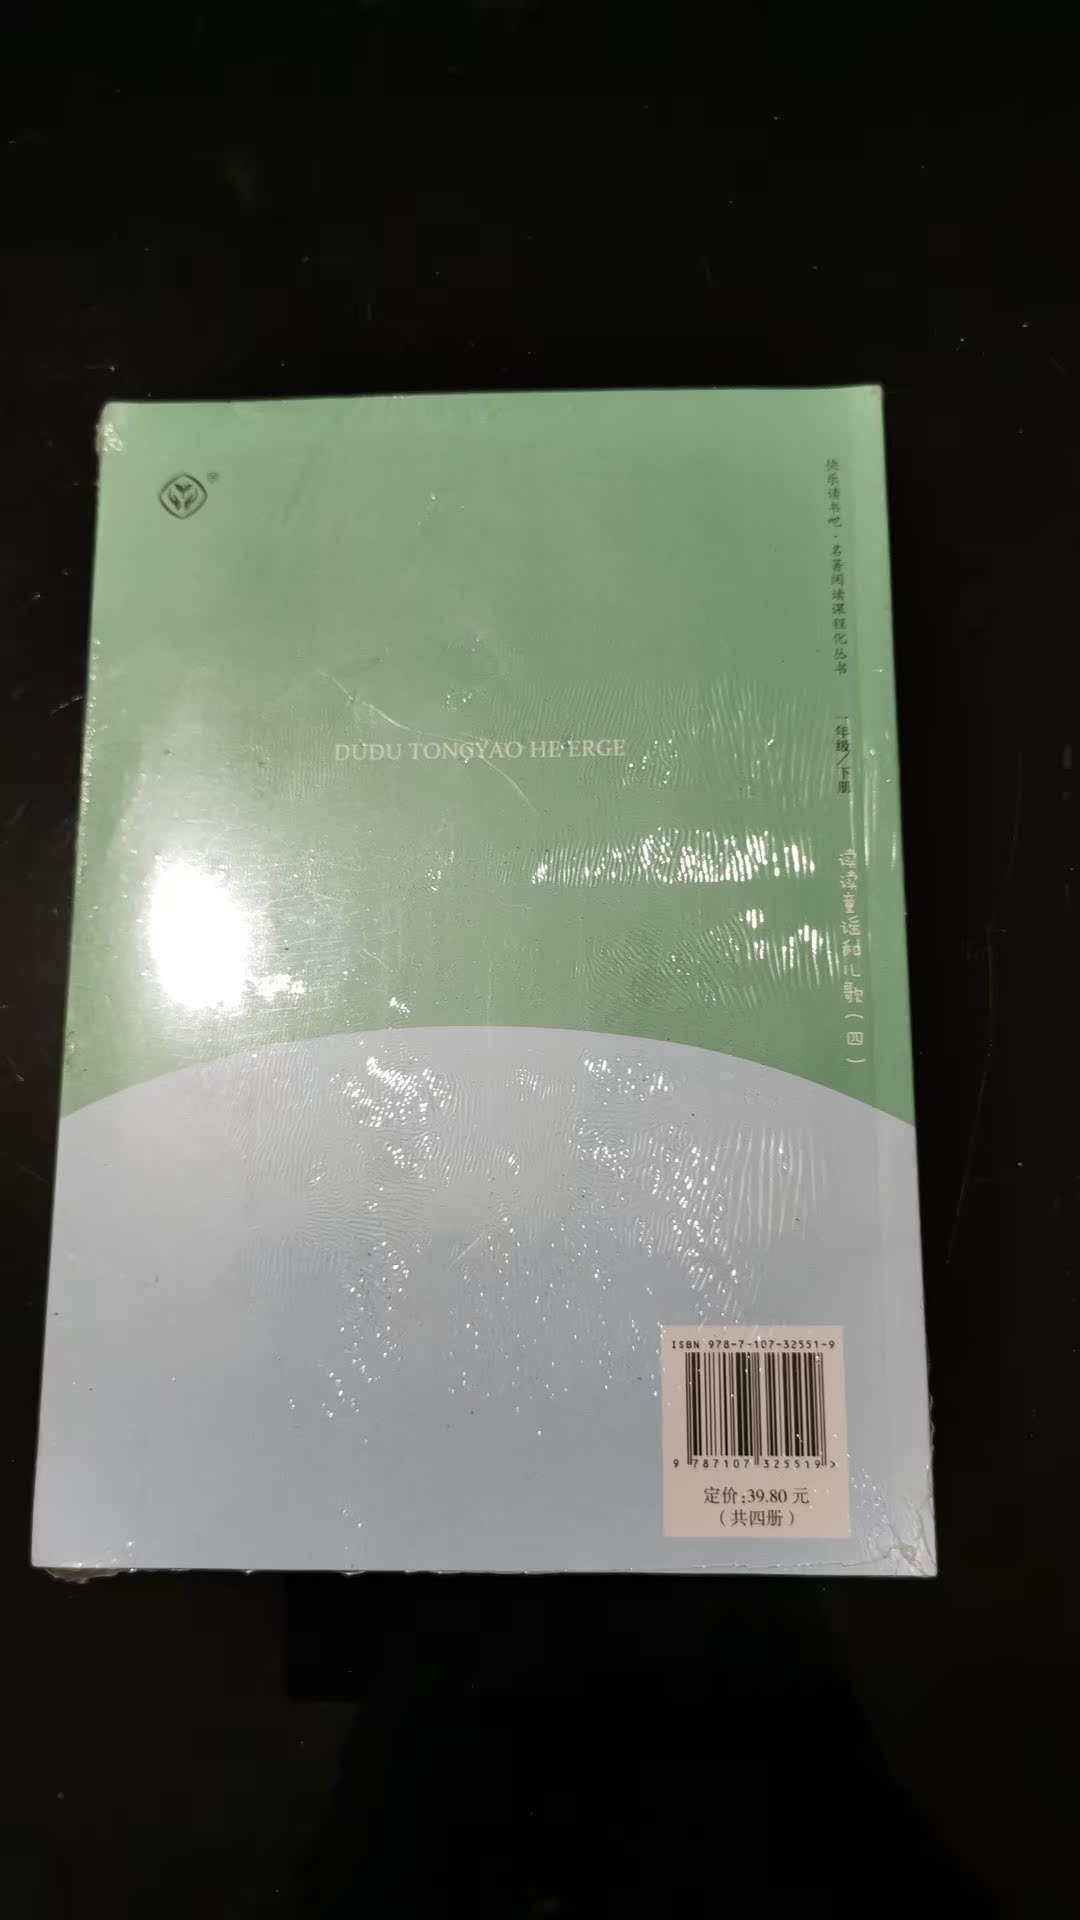 ®
DUDU TONGYAO HE ERGE
快乐读书吧·名著阅读课程化丛书 一年级/下册 读读童谣和儿歌（四）
ISBN 978-7-107-32551-9
9 787107 325519 >
定价:39.80 元
（共四册）